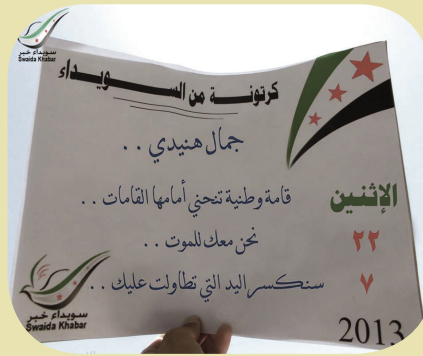 سويداء خبر
Swaida Khabar
كرتونة من الســويــداء
جمال هنيدي . .
قامة وطنية تنحني أمامها القامات . .
نحن معك للموت . .
سنكسر اليد التي تطاولت عليك . .
الإثنين
٢٢
٧
2013
سويداء خبر
Swaida Khabar